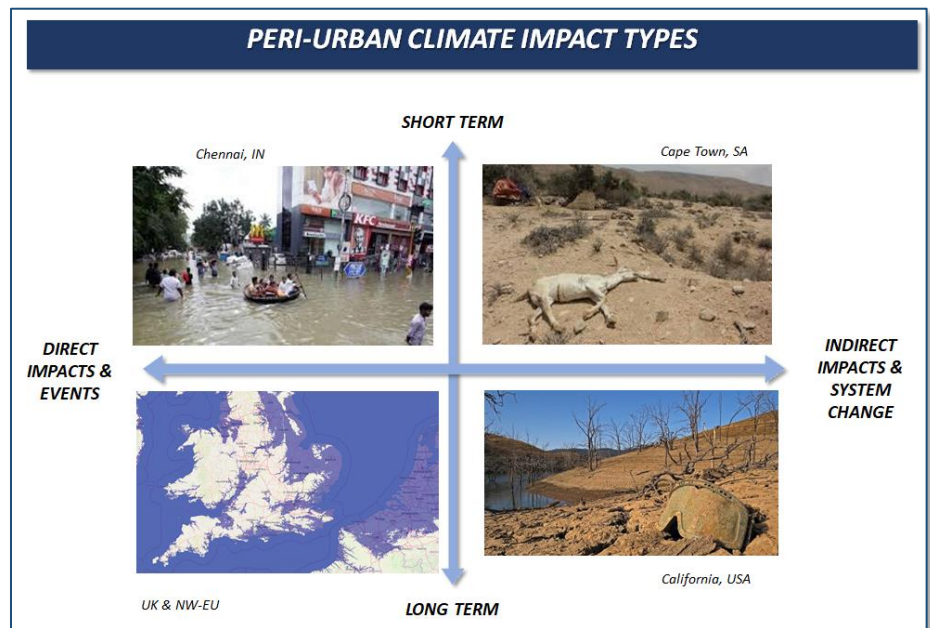 PERI-URBAN CLIMATE IMPACT TYPES
SHORT TERM
Chennai, IN
Cape Town, SA
KFC
DIRECT
IMPACTS &
EVENTS
INDIRECT
IMPACTS &
SYSTEM
CHANGE
UK & NW-EU
California, USA
LONG TERM